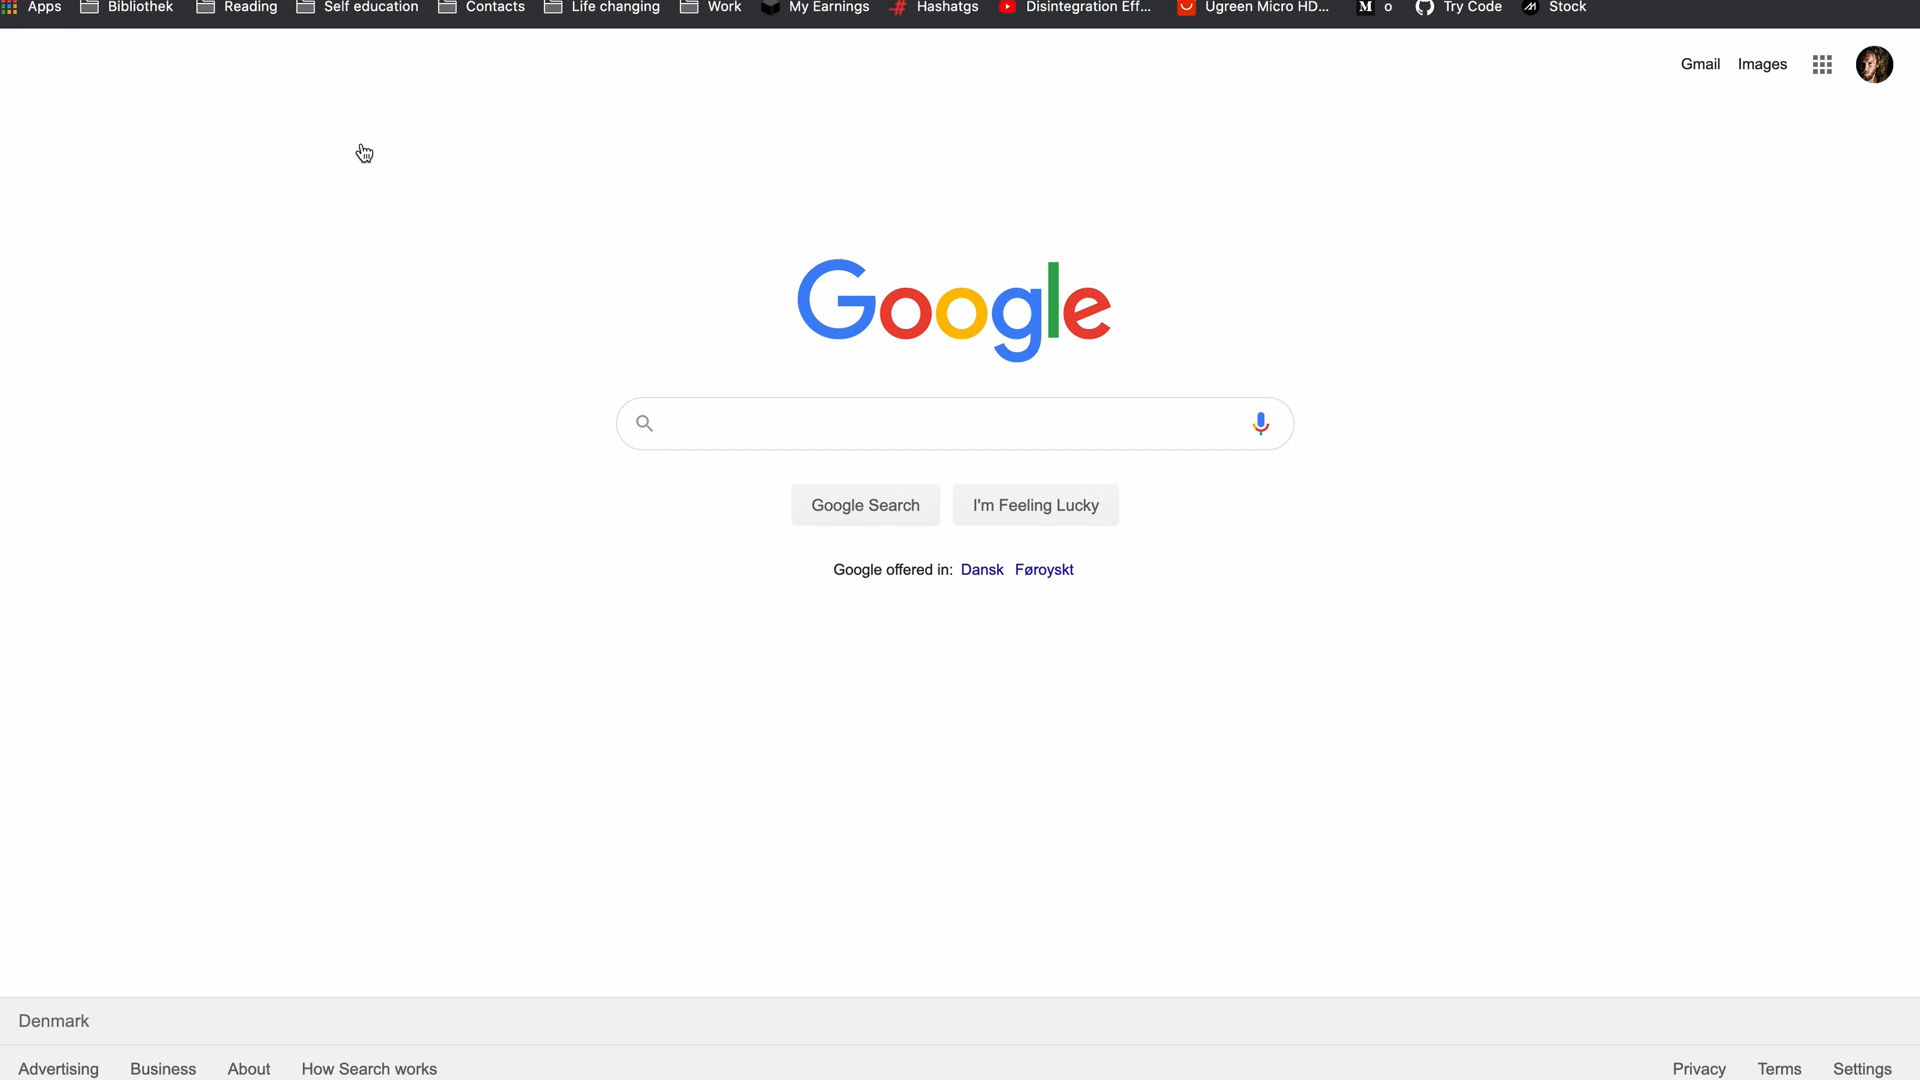 Apps Bibliothek Reading Self education Contacts Life changing Work My Earnings # Hashatgs Disintegration Eff... Ugreen Micro HD... M o Try Code Stock
Gmail Images
Google
Google Search I'm Feeling Lucky
Google offered in: Dansk Føroyskt
Denmark
Advertising Business About How Search works Privacy Terms Settings